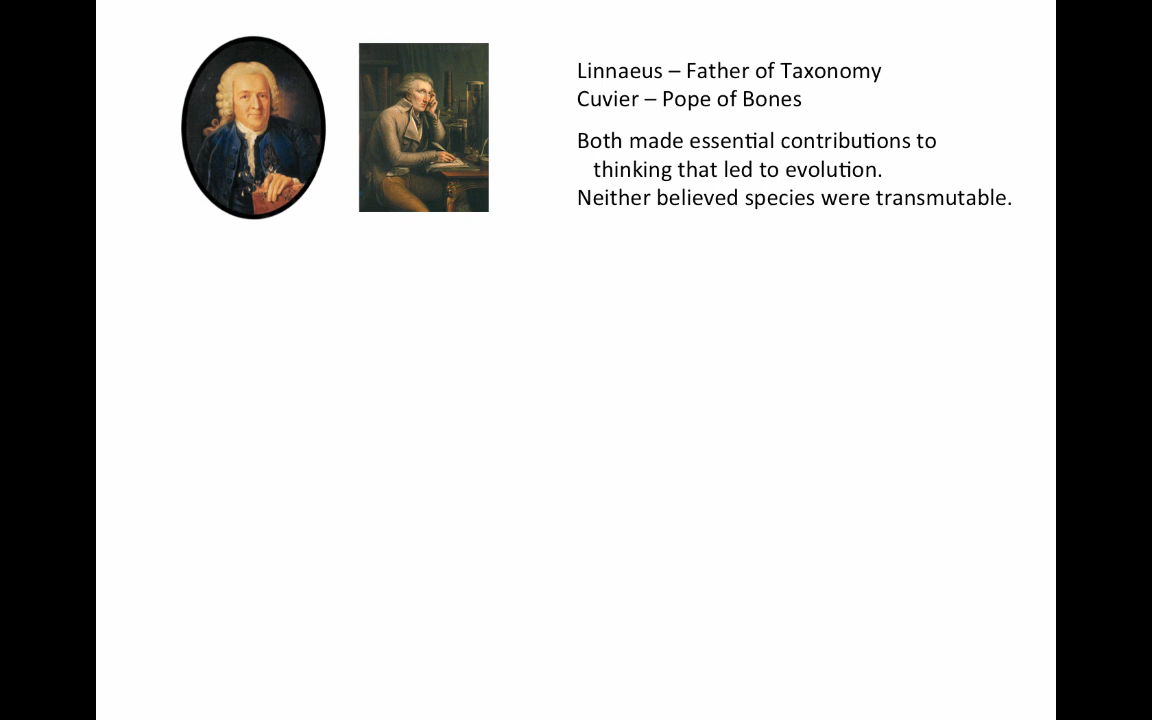 Linnaeus – Father of Taxonomy
Cuvier – Pope of Bones
Both made essential contributions to
thinking that led to evolution.
Neither believed species were transmutable.